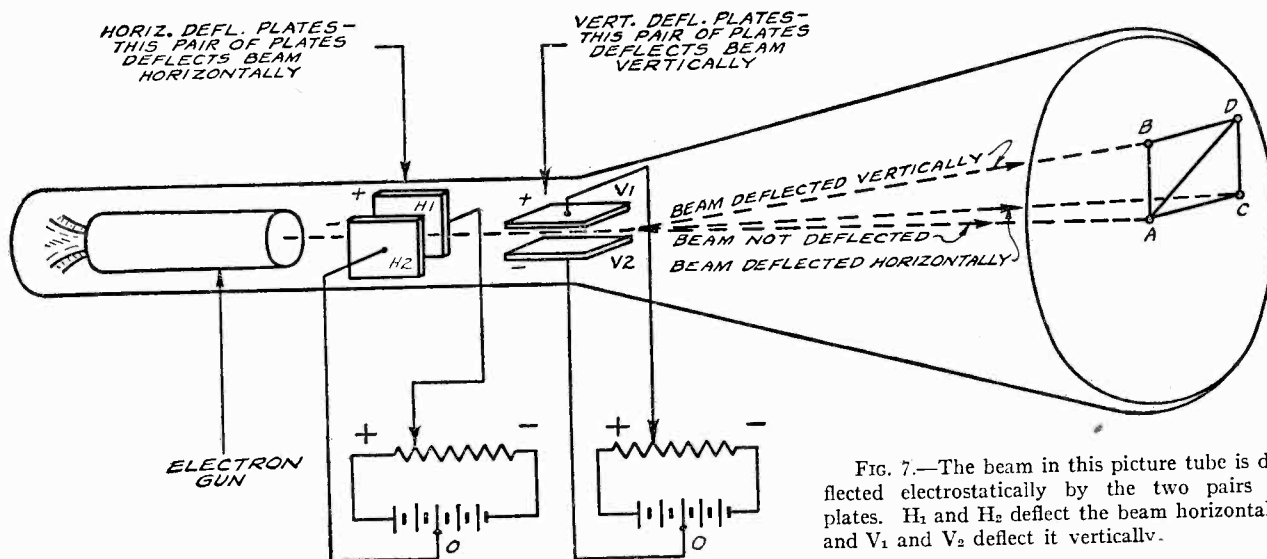 HORIZ. DEFL. PLATES-
THIS PAIR OF PLATES
DEFLECTS BEAM
HORIZONTALLY
VERT. DEFL. PLATES-
THIS PAIR OF PLATES
DEFLECTS BEAM
VERTICALLY
+
H1
H2
+
V1
-
V2
BEAM DEFLECTED VERTICALLY
BEAM NOT DEFLECTED
BEAM DEFLECTED HORIZONTALLY
B
D
A
C
ELECTRON
GUN
+ -
O
+ -
O
FIG. 7.—The beam in this picture tube is d
flected electrostatically by the two pairs
plates. H₁ and H₂ deflect the beam horizontal
and V₁ and V₂ deflect it vertically.